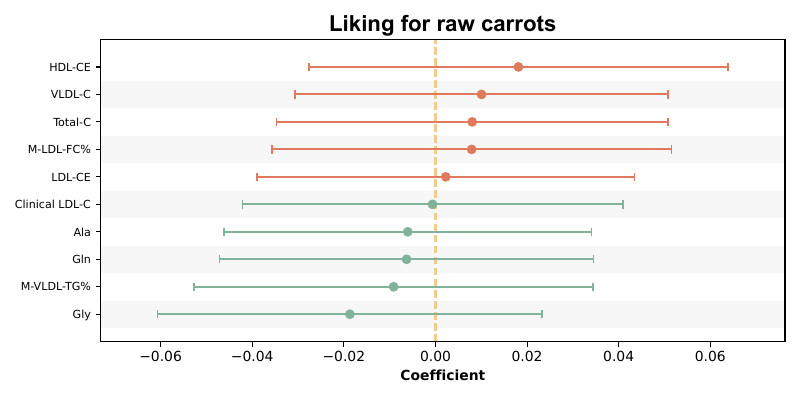 Liking for raw carrots
HDL-CE
VLDL-C
Total-C
M-LDL-FC%
LDL-CE
Clinical LDL-C
Ala
Gln
M-VLDL-TG%
Gly
−0.06 −0.04 −0.02 0.00 0.02 0.04 0.06
Coefficient